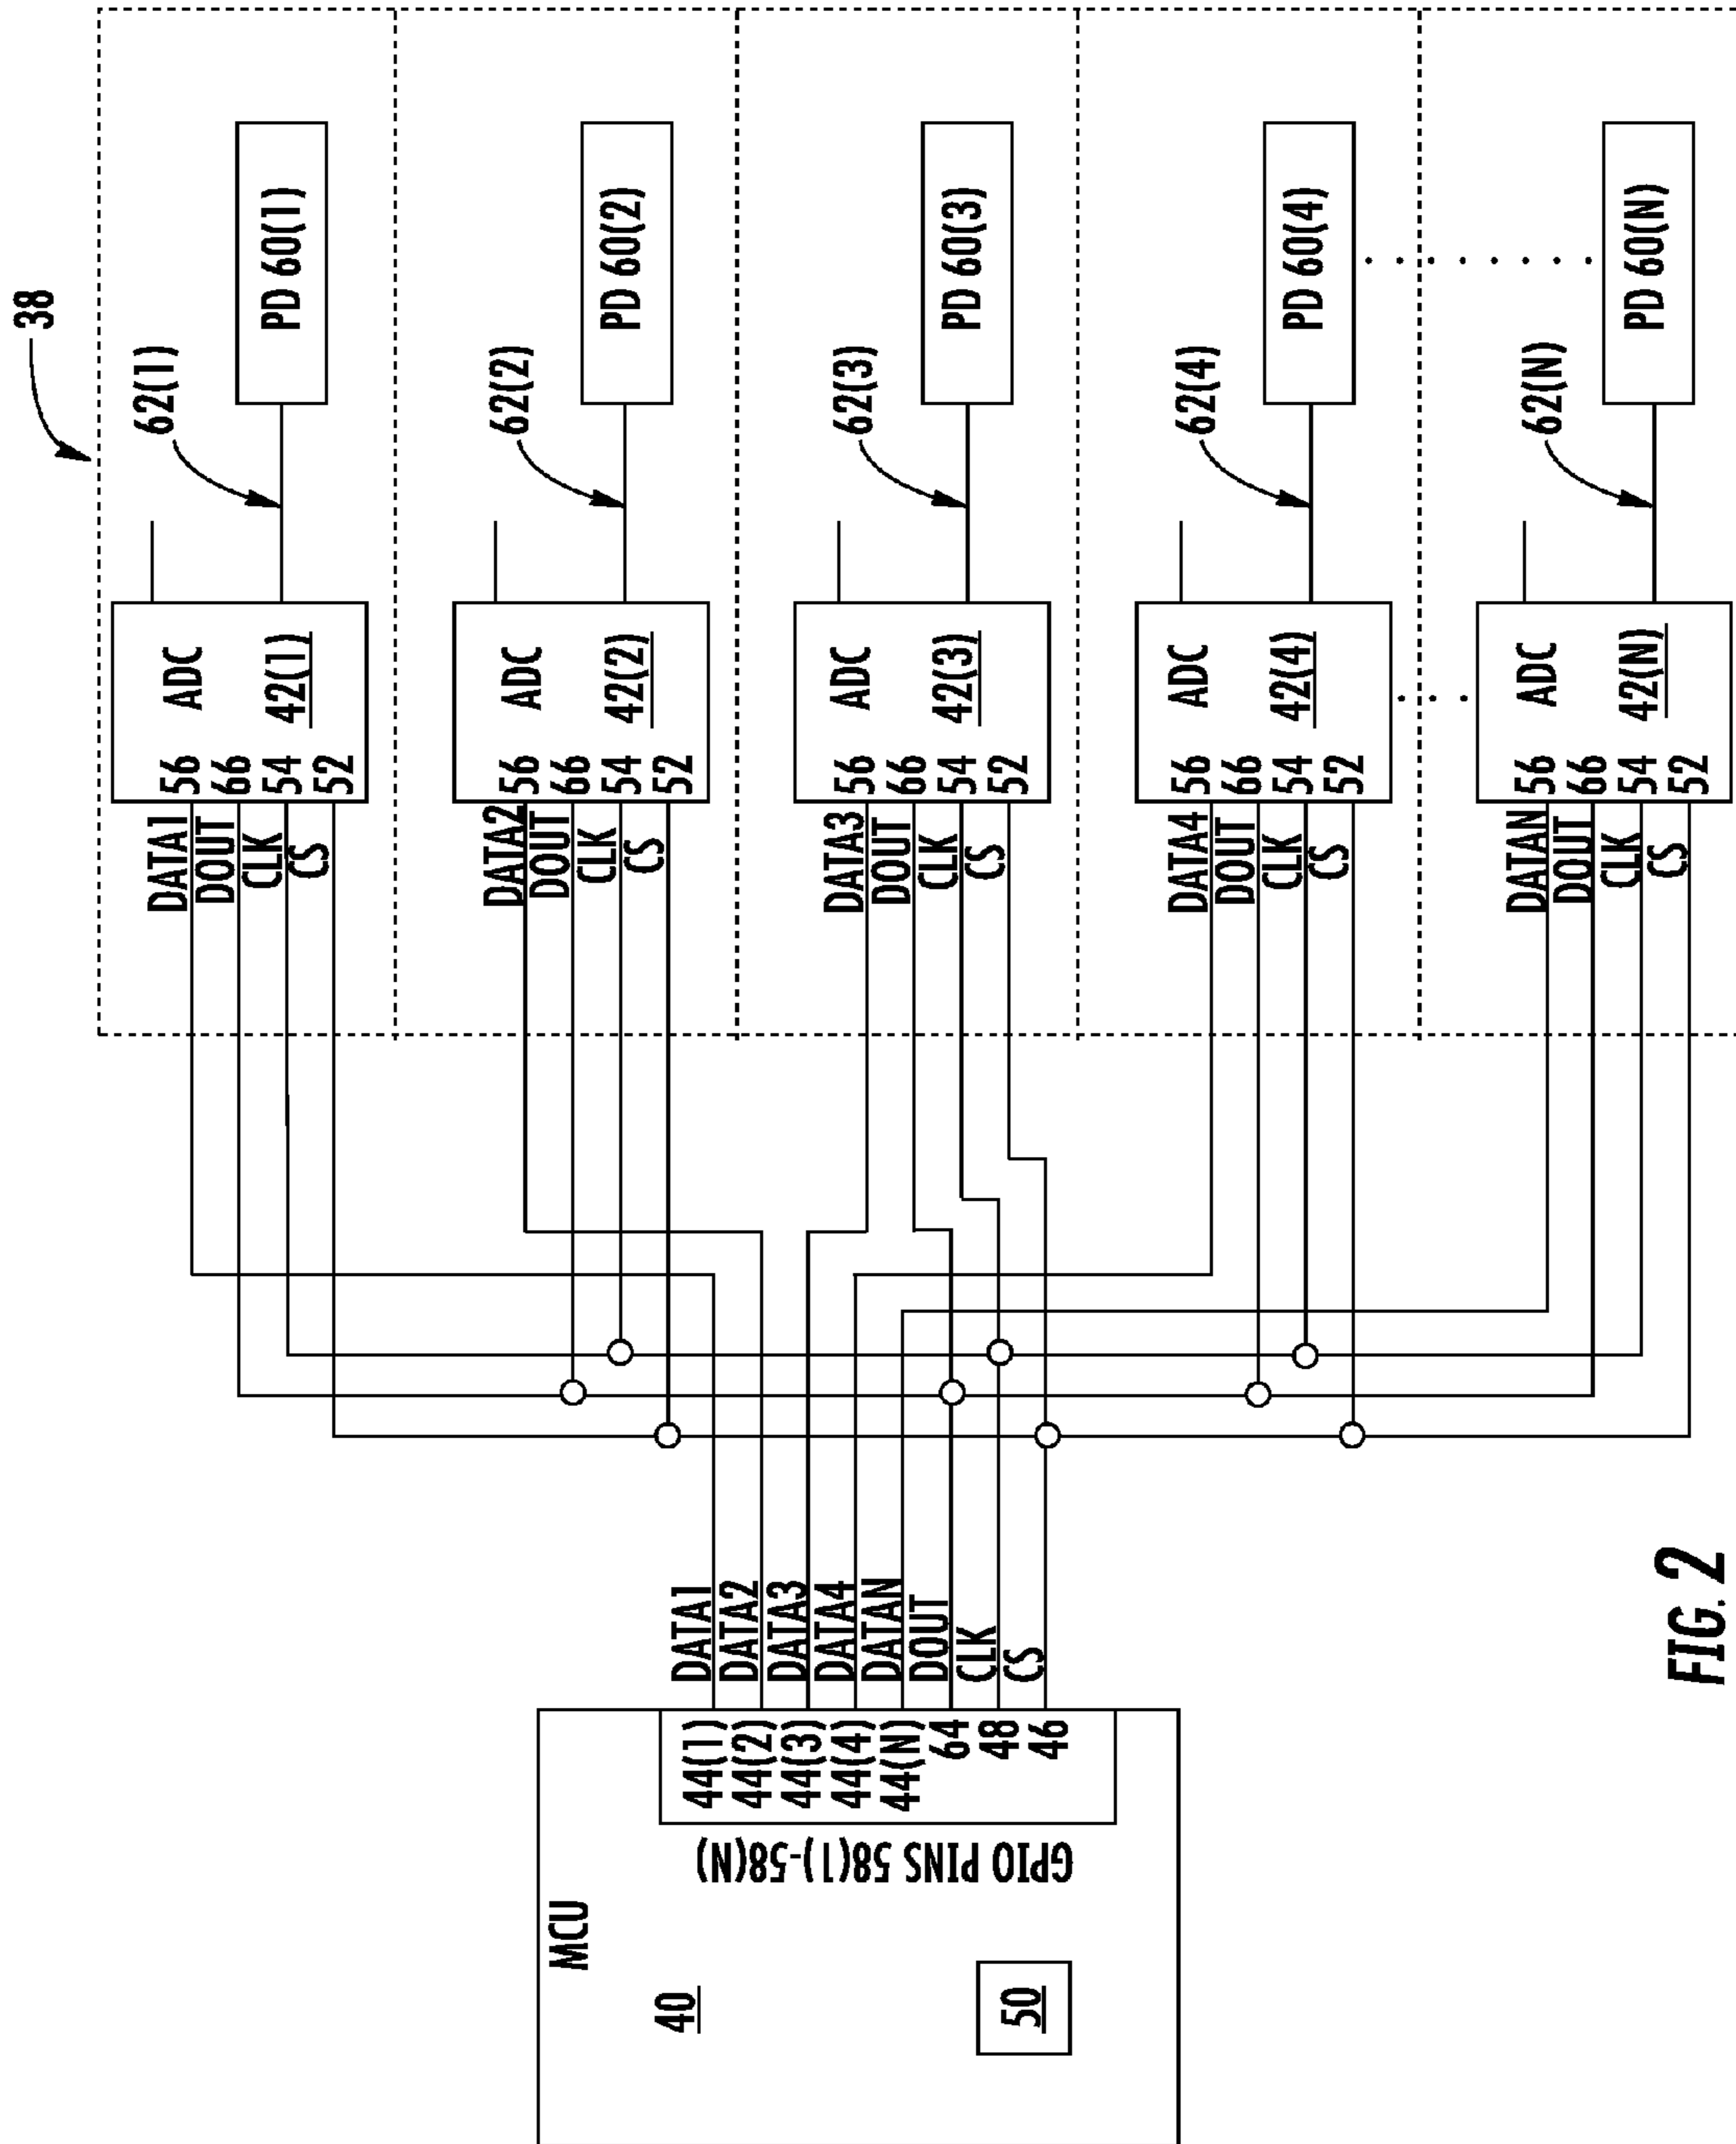 38
62(1)
PD 60(1)
ADC
42(1)
56
66
54
52
DATA1
DOUT
CLK
CS
62(2)
PD 60(2)
ADC
42(2)
56
66
54
52
DATA2
DOUT
CLK
CS
62(3)
PD 60(3)
ADC
42(3)
56
66
54
52
DATA3
DOUT
CLK
CS
62(4)
PD 60(4)
ADC
42(4)
56
66
54
52
DATA4
DOUT
CLK
CS
62(N)
PD 60(N)
ADC
42(N)
56
66
54
52
DATAN
DOUT
CLK
CS
DATA1
DATA2
DATA3
DATA4
DATAN
DOUT
CLK
CS
44(1)
44(2)
44(3)
44(4)
44(N)
64
48
46
GPIO PINS 58(1)-58(N)
MCU
40
50
FIG. 2